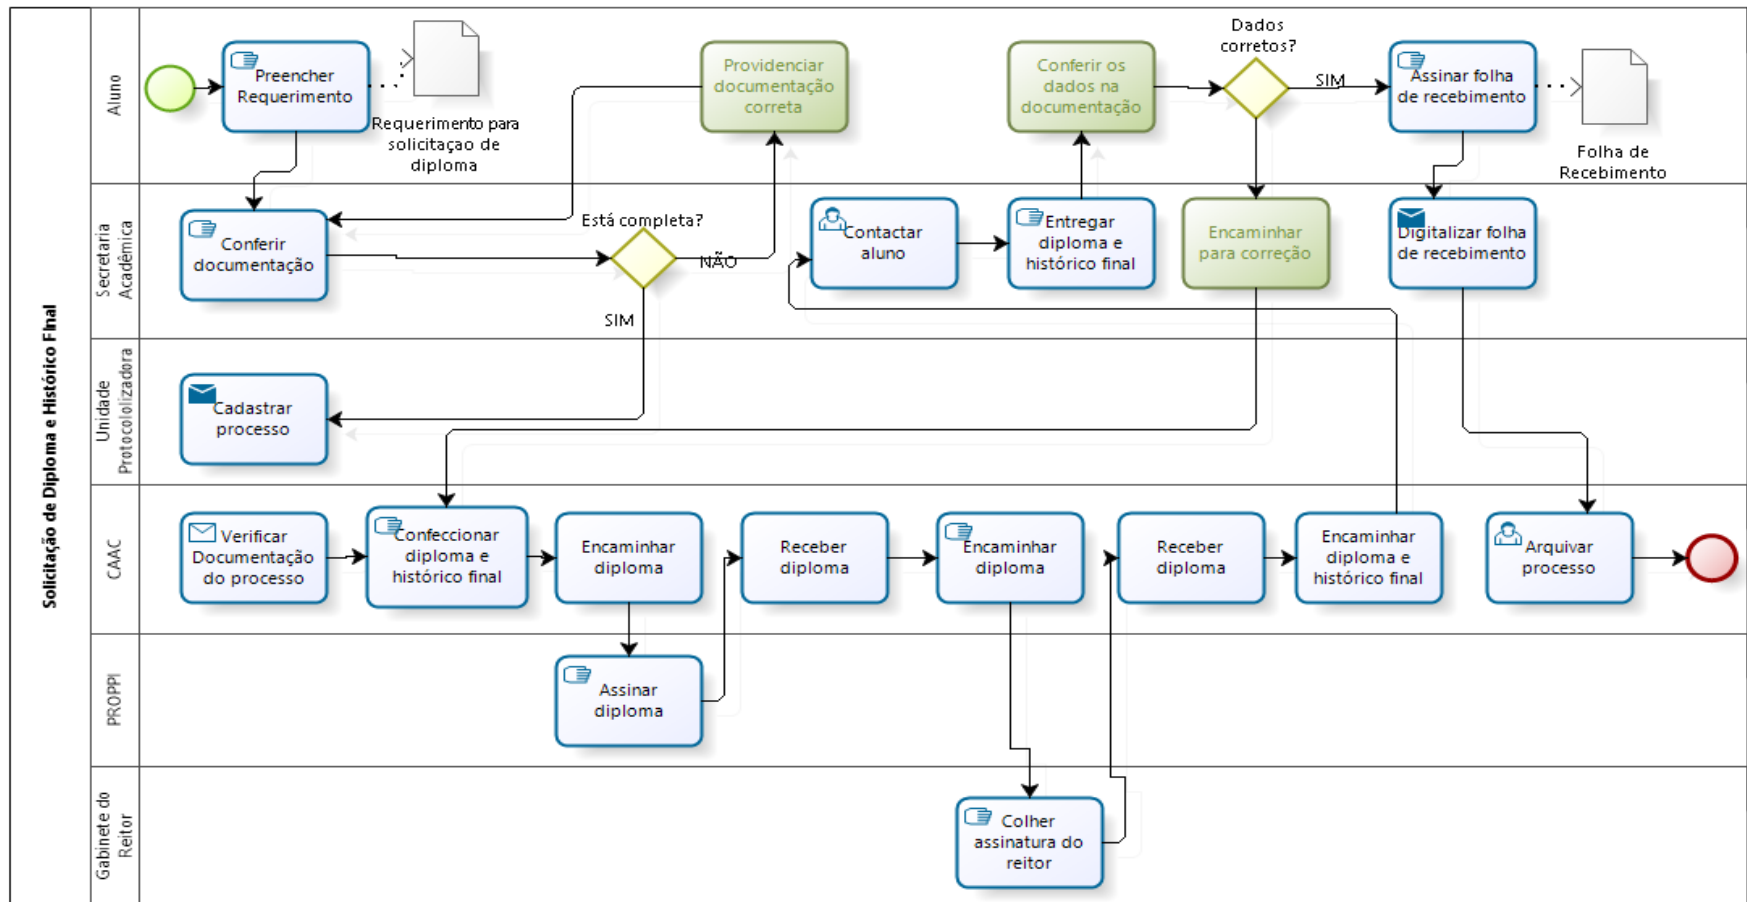 Solicitação de Diploma e Histórico Final
Aluno
Preencher
Requerimento
Requerimento para
solicitaçao de
diploma
Providenciar
documentação
correta
Conferir os
dados na
documentação
Dados
corretos?
SIM
Assinar folha
de recebimento
Folha de
Recebimento
Secretaria
Acadêmica
Conferir
documentação
Está completa?
NÃO
SIM
Contactar
aluno
Entregar
diploma e
histórico final
Encaminhar
para correção
Digitalizar folha
de recebimento
Unidade
Protocololizadora
Cadastrar
processo
CAAC
Verificar
Documentação
do processo
Confeccionar
diploma e
histórico final
Encaminhar
diploma
Receber
diploma
Encaminhar
diploma
Receber
diploma
Encaminhar
diploma e
histórico final
Arquivar
processo
PROPPI
Assinar
diploma
Gabinete do
Reitor
Colher
assinatura do
reitor